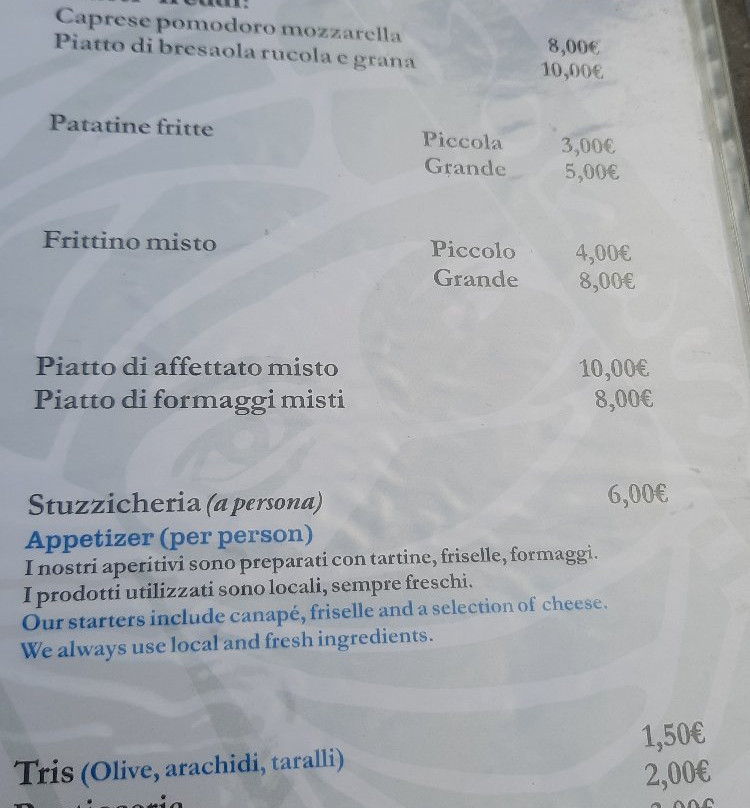 Caprese pomodoro mozzarella 8,00€
Piatto di bresaola rucola e grana 10,00€
Patatine fritte Piccola 3,00€
Grande 5,00€
Frittino misto Piccolo 4,00€
Grande 8,00€
Piatto di affettato misto 10,00€
Piatto di formaggi misti 8,00€
Stuzzicheria (a persona) 6,00€
Appetizer (per person)
I nostri aperitivi sono preparati con tartine, friselle, formaggi.
I prodotti utilizzati sono locali, sempre freschi.
Our starters include canapé, friselle and a selection of cheese.
We always use local and fresh ingredients.
1,50€
Tris (Olive, arachidi, taralli) 2,00€